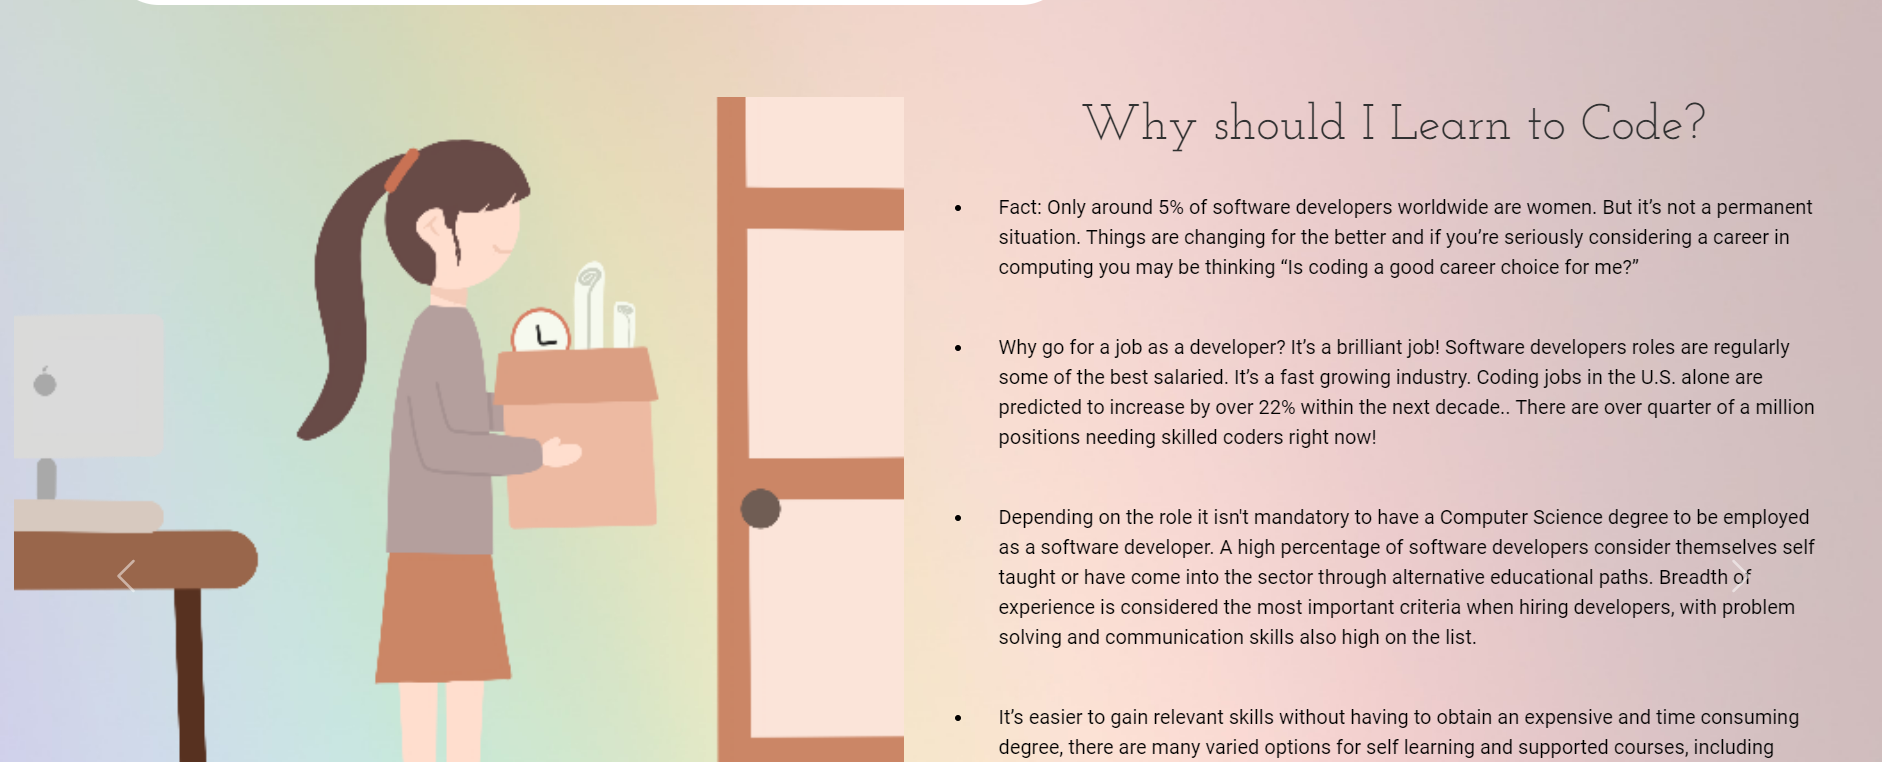 Why should I Learn to Code?
Fact: Only around 5% of software developers worldwide are women. But it’s not a permanent
situation. Things are changing for the better and if you’re seriously considering a career in
computing you may be thinking “Is coding a good career choice for me?”
Why go for a job as a developer? It’s a brilliant job! Software developers roles are regularly
some of the best salaried. It’s a fast growing industry. Coding jobs in the U.S. alone are
predicted to increase by over 22% within the next decade.. There are over quarter of a million
positions needing skilled coders right now!
Depending on the role it isn't mandatory to have a Computer Science degree to be employed
as a software developer. A high percentage of software developers consider themselves self
taught or have come into the sector through alternative educational paths. Breadth of
experience is considered the most important criteria when hiring developers, with problem
solving and communication skills also high on the list.
It’s easier to gain relevant skills without having to obtain an expensive and time consuming
degree, there are many varied options for self learning and supported courses, including